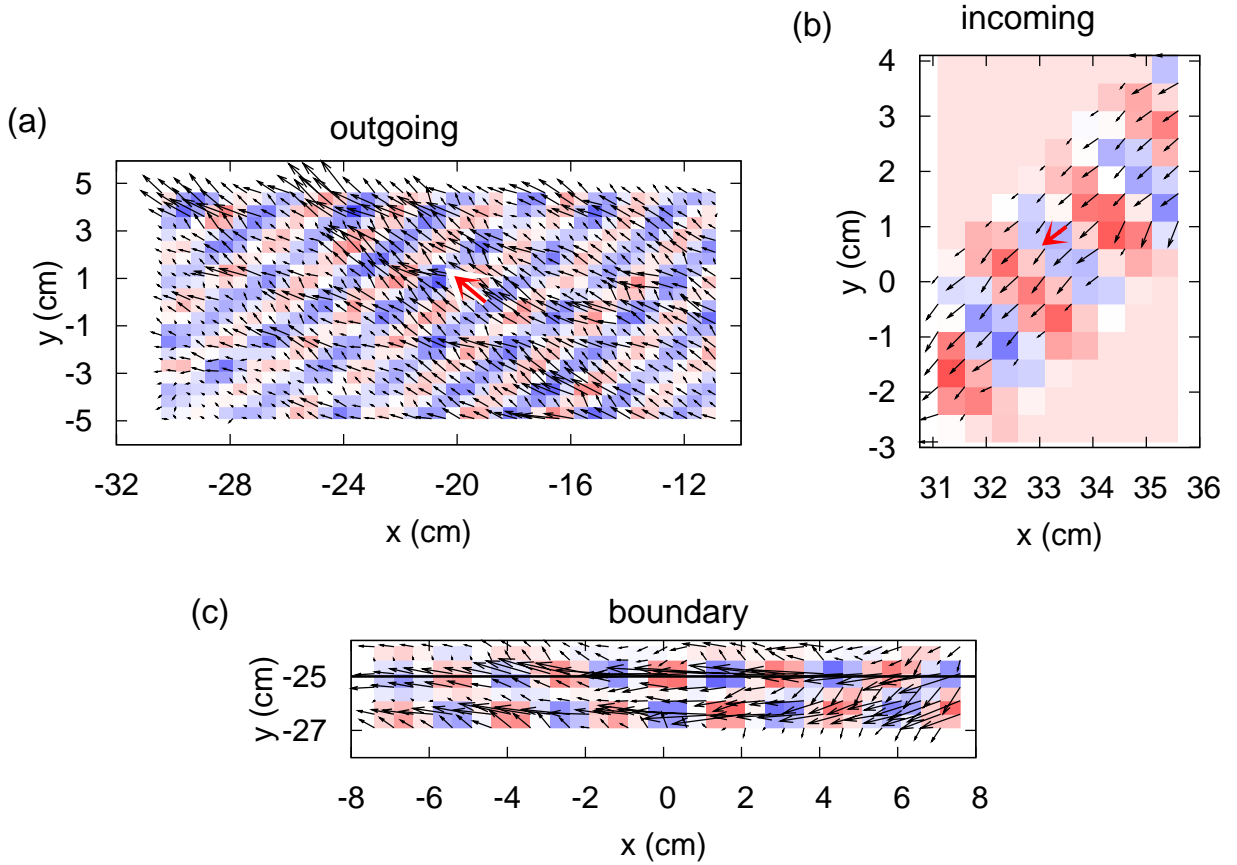 (a)
outgoing
5
3
1
-1
-3
-5
y (cm)
-32 -28 -24 -20 -16 -12
x (cm)
(b)
incoming
4
3
2
1
0
-1
-2
-3
y (cm)
31 32 33 34 35 36
x (cm)
(c)
boundary
-25
-27
y (cm)
-8 -6 -4 -2 0 2 4 6 8
x (cm)